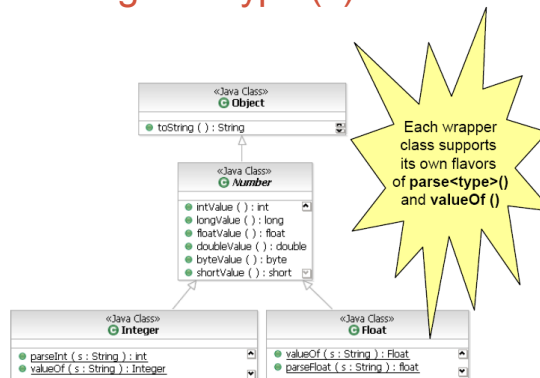 «Java Class»
Object
toString ( ) : String
Each wrapper
class supports
its own flavors
of parse<type>()
and valueOf ()
«Java Class»
Number
intValue ( ) : int
longValue ( ) : long
floatValue ( ) : float
doubleValue ( ) : double
byteValue ( ) : byte
shortValue ( ) : short
«Java Class»
Integer
parseInt ( s : String ) : int
valueOf ( s : String ) : Integer
«Java Class»
Float
valueOf ( s : String ) : Float
parseFloat ( s : String ) : float